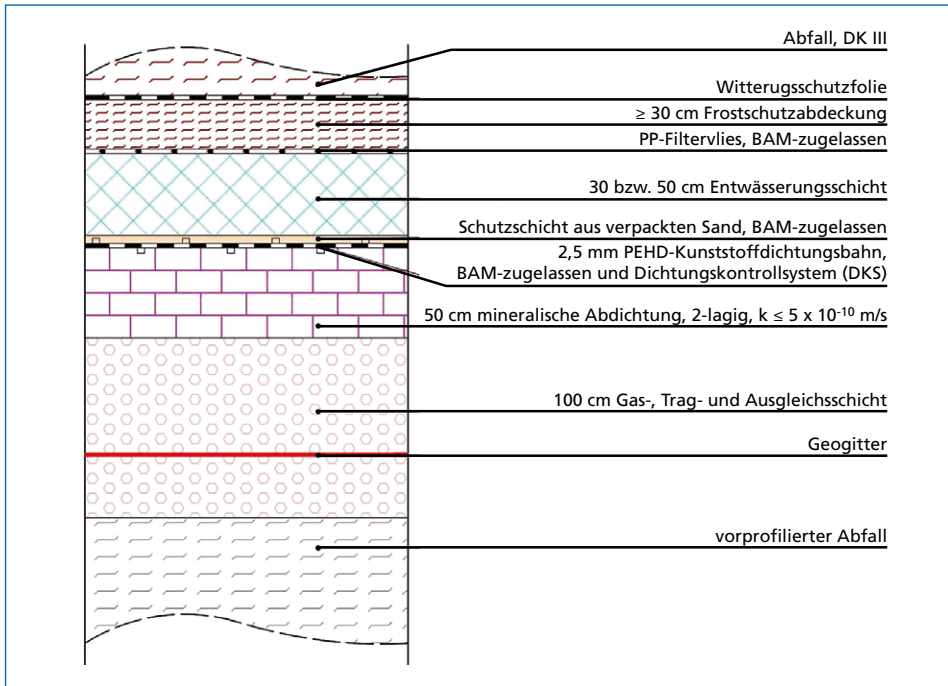 Abfall, DK III
Witterugsschutzfolie
≥ 30 cm Frostschutzabdeckung
PP-Filtervlies, BAM-zugelassen
30 bzw. 50 cm Entwässerungsschicht
Schutzschicht aus verpackten Sand, BAM-zugelassen
2,5 mm PEHD-Kunststoffdichtungsbahn,
BAM-zugelassen und Dichtungskontrollsystem (DKS)
50 cm mineralische Abdichtung, 2-lagig, k ≤ 5 x 10⁻¹⁰ m/s
100 cm Gas-, Trag- und Ausgleichsschicht
Geogitter
vorprofilierter Abfall